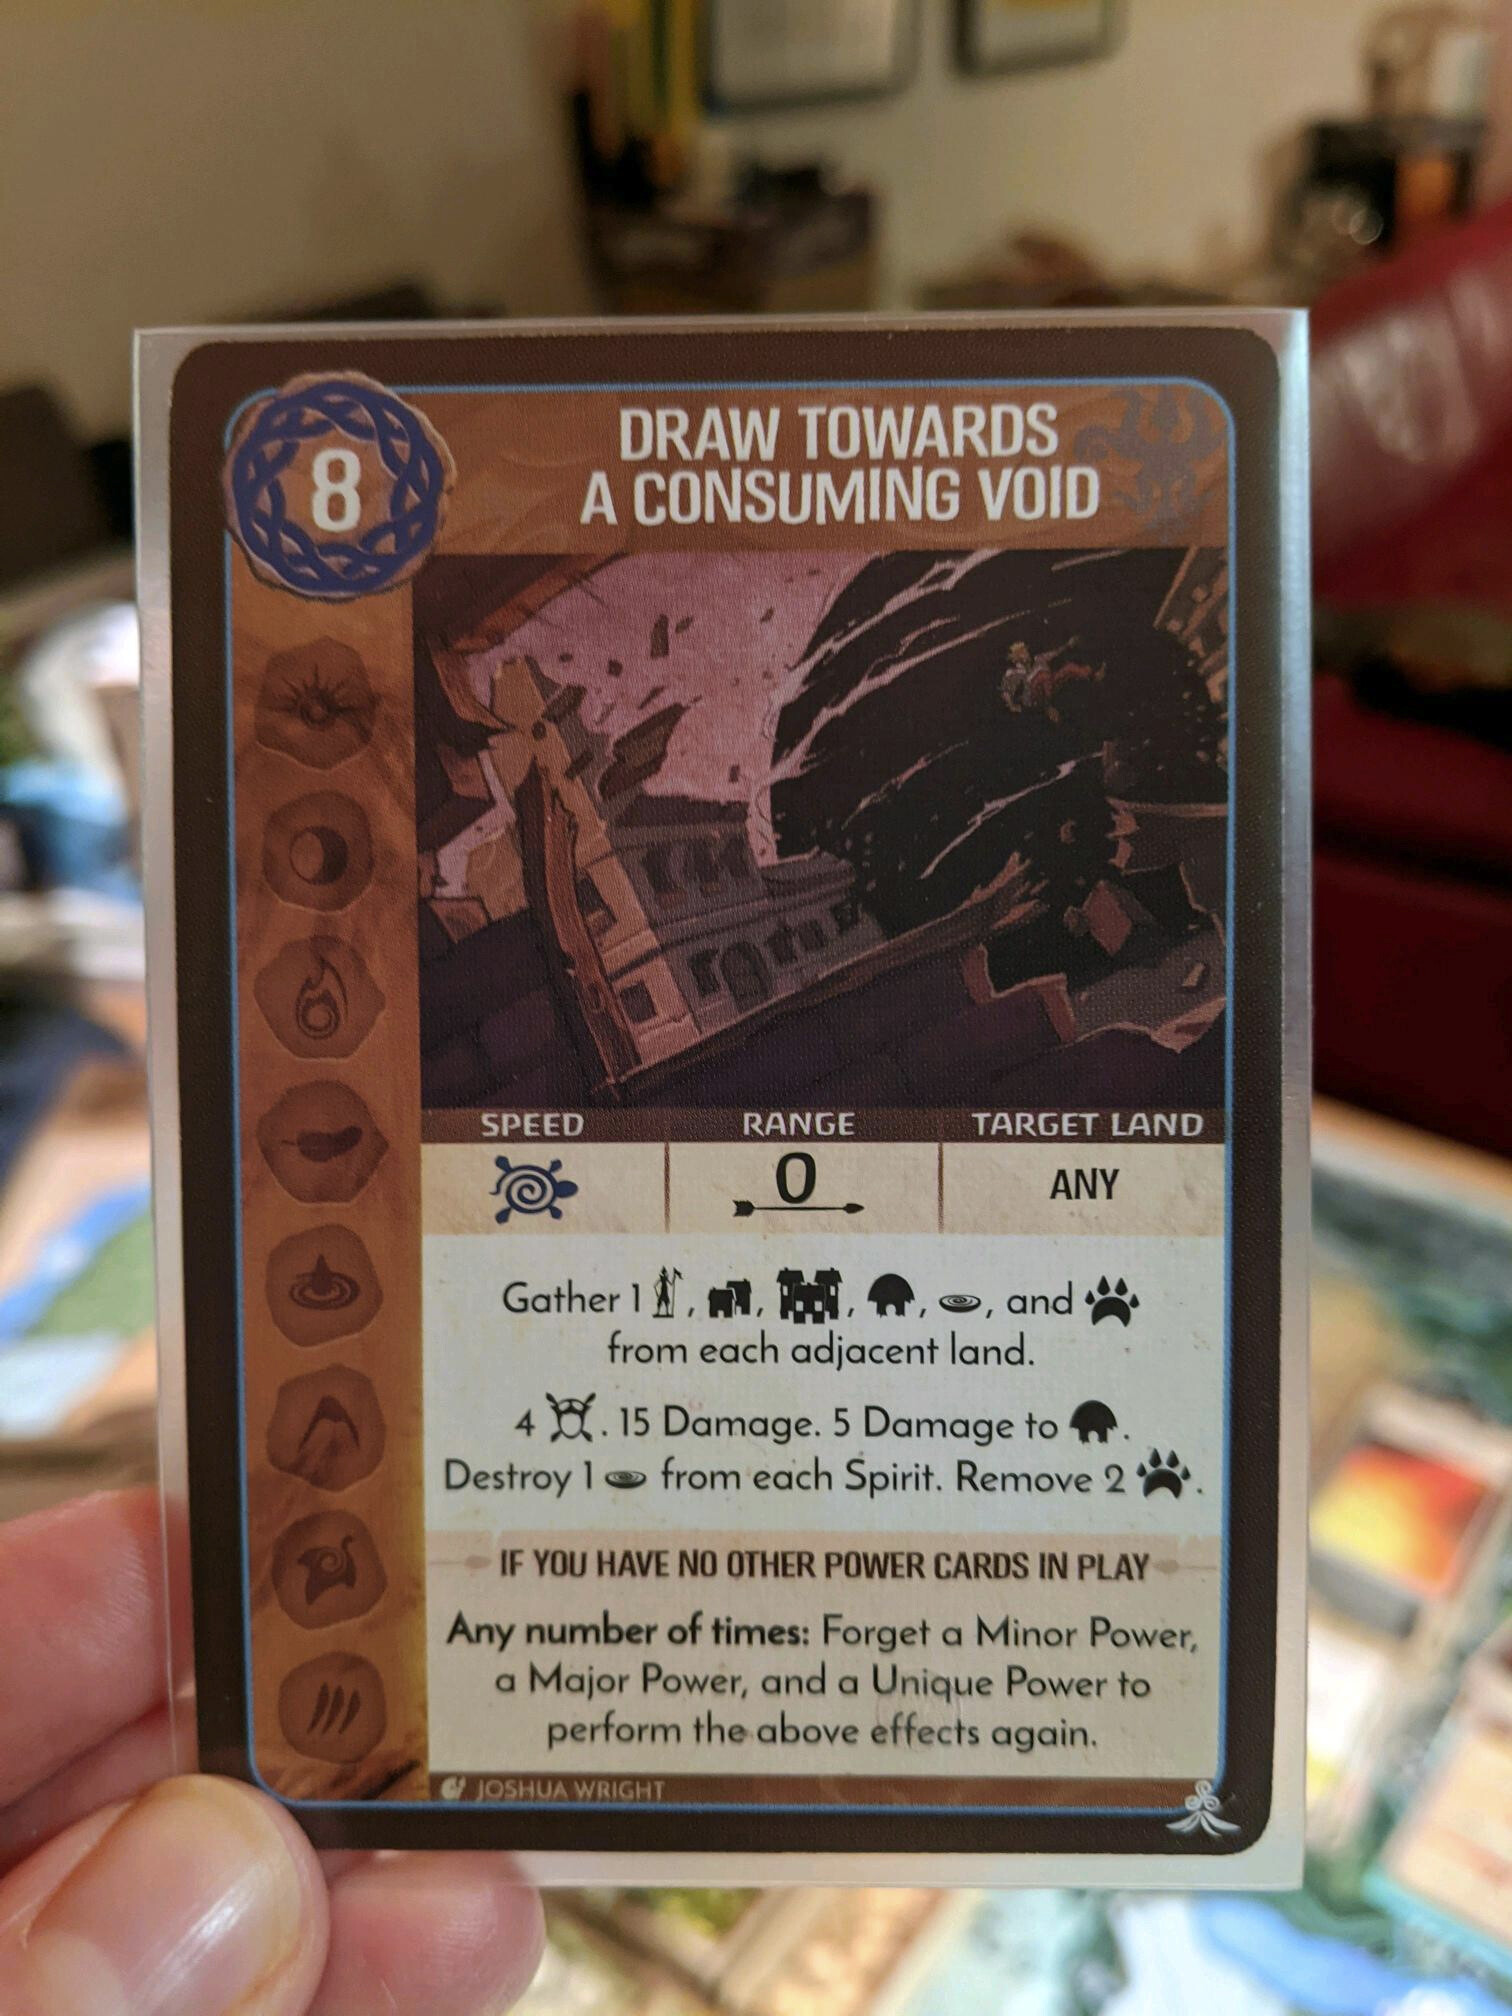 8
DRAW TOWARDS
A CONSUMING VOID
SPEED RANGE TARGET LAND
0 ANY
Gather 1 , , , , , and
from each adjacent land.
4 . 15 Damage. 5 Damage to .
Destroy 1 from each Spirit. Remove 2 .
IF YOU HAVE NO OTHER POWER CARDS IN PLAY
Any number of times: Forget a Minor Power,
a Major Power, and a Unique Power to
perform the above effects again.
JOSHUA WRIGHT